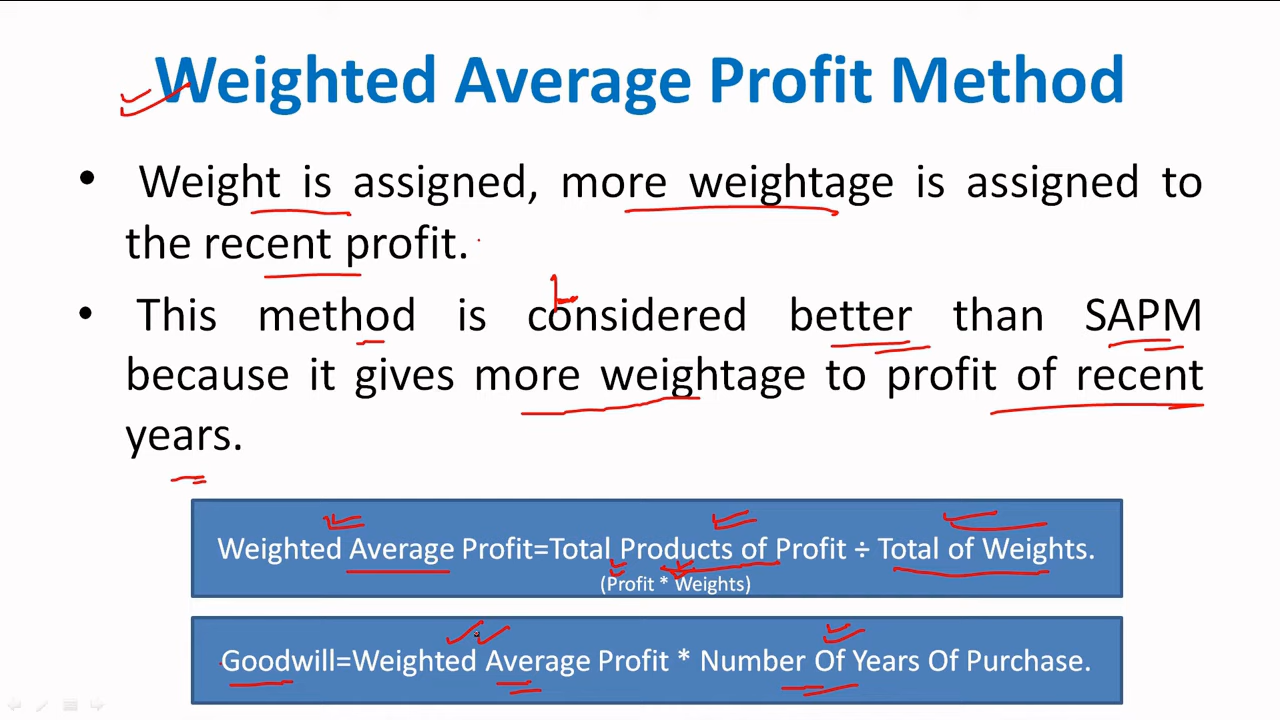 Weighted Average Profit Method
• Weight is assigned, more weightage is assigned to
the recent profit.
• This method is considered better than SAPM
because it gives more weightage to profit of recent
years.
Weighted Average Profit=Total Products of Profit ÷ Total of Weights.
(Profit * Weights)
Goodwill=Weighted Average Profit * Number Of Years Of Purchase.